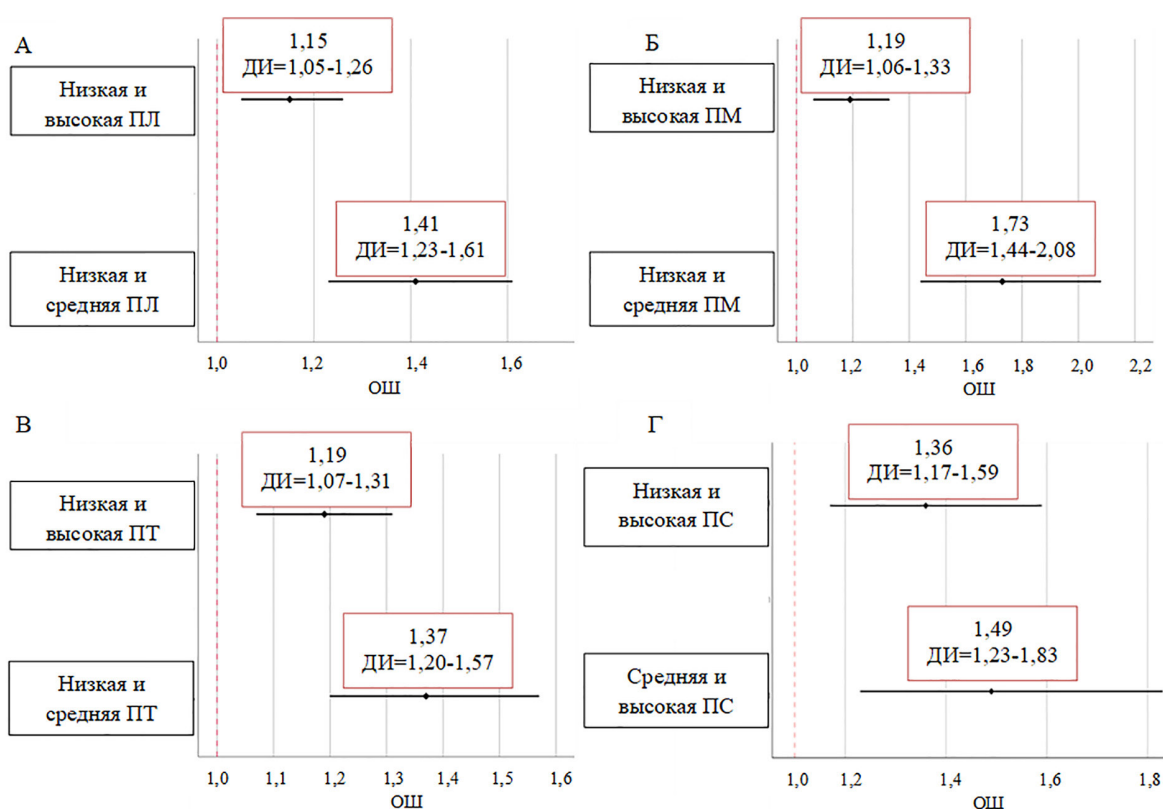 А
1,15
ДИ=1,05-1,26
Низкая и
высокая ПЛ
1,41
ДИ=1,23-1,61
Низкая и
средняя ПЛ
1,0 1,2 1,4 1,6
ОШ
Б
1,19
ДИ=1,06-1,33
Низкая и
высокая ПМ
1,73
ДИ=1,44-2,08
Низкая и
средняя ПМ
1,0 1,2 1,4 1,6 1,8 2,0 2,2
ОШ
В
1,19
ДИ=1,07-1,31
Низкая и
высокая ПТ
1,37
ДИ=1,20-1,57
Низкая и
средняя ПТ
1,0 1,1 1,2 1,3 1,4 1,5 1,6
ОШ
Г
1,36
ДИ=1,17-1,59
Низкая и
высокая ПС
1,49
ДИ=1,23-1,83
Средняя и
высокая ПС
1,0 1,2 1,4 1,6 1,8
ОШ